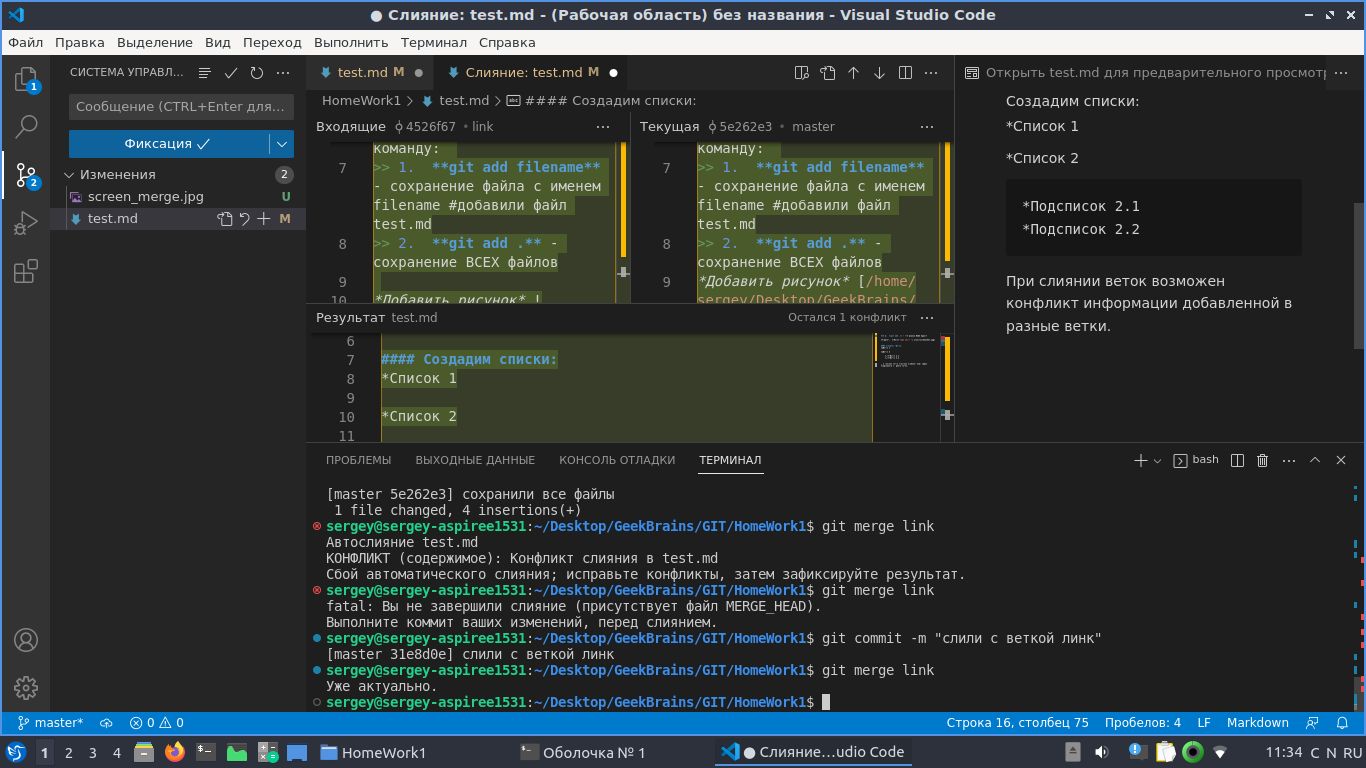 ● Слияние: test.md - (Рабочая область) без названия - Visual Studio Code
Файл Правка Выделение Вид Переход Выполнить Терминал Справка
СИСТЕМА УПРАВЛ...
Сообщение (CTRL+Enter для...
Фиксация
Изменения 2
screen_merge.jpg U
test.md M
1
2
test.md M
Слияние: test.md M
HomeWork1 > test.md > #### Создадим списки:
Входящие 4526f67 • link ...
команду:
7 >> 1. **git add filename**
- сохранение файла с именем
filename #добавили файл
test.md
8 >> 2. **git add .** -
сохранение ВСЕХ файлов
9
10 *Добавить рисунок* !
Текущая 5e262e3 • master ...
команду:
7 >> 1. **git add filename**
- сохранение файла с именем
filename #добавили файл
test.md
8 >> 2. **git add .** -
сохранение ВСЕХ файлов
9 *Добавить рисунок* [/home/
sergey/Desktop/GeekBrains/
Результат test.md Остался 1 конфликт ...
6
7 #### Создадим списки:
8 *Список 1
9
10 *Список 2
11
Открыть test.md для предварительного просмотр
Создадим списки:
*Список 1
*Список 2
*Подсписок 2.1
*Подсписок 2.2
При слиянии веток возможен
конфликт информации добавленной в
разные ветки.
ПРОБЛЕМЫ ВЫХОДНЫЕ ДАННЫЕ КОНСОЛЬ ОТЛАДКИ ТЕРМИНАЛ bash
[master 5e262e3] сохранили все файлы
1 file changed, 4 insertions(+)
sergey@sergey-aspiree1531:~/Desktop/GeekBrains/GIT/HomeWork1$ git merge link
Автослияние test.md
КОНФЛИКТ (содержимое): Конфликт слияния в test.md
Сбой автоматического слияния; исправьте конфликты, затем зафиксируйте результат.
sergey@sergey-aspiree1531:~/Desktop/GeekBrains/GIT/HomeWork1$ git merge link
fatal: Вы не завершили слияние (присутствует файл MERGE_HEAD).
Выполните коммит ваших изменений, перед слиянием.
sergey@sergey-aspiree1531:~/Desktop/GeekBrains/GIT/HomeWork1$ git commit -m "слили с веткой линк"
[master 31e8d0e] слили с веткой линк
sergey@sergey-aspiree1531:~/Desktop/GeekBrains/GIT/HomeWork1$ git merge link
Уже актуально.
sergey@sergey-aspiree1531:~/Desktop/GeekBrains/GIT/HomeWork1$
master* 0 0 Строка 16, столбец 75 Пробелов: 4 LF Markdown
1 2 3 4 HomeWork1 Оболочка № 1 ● Слияние...udio Code 11:34 C N RU